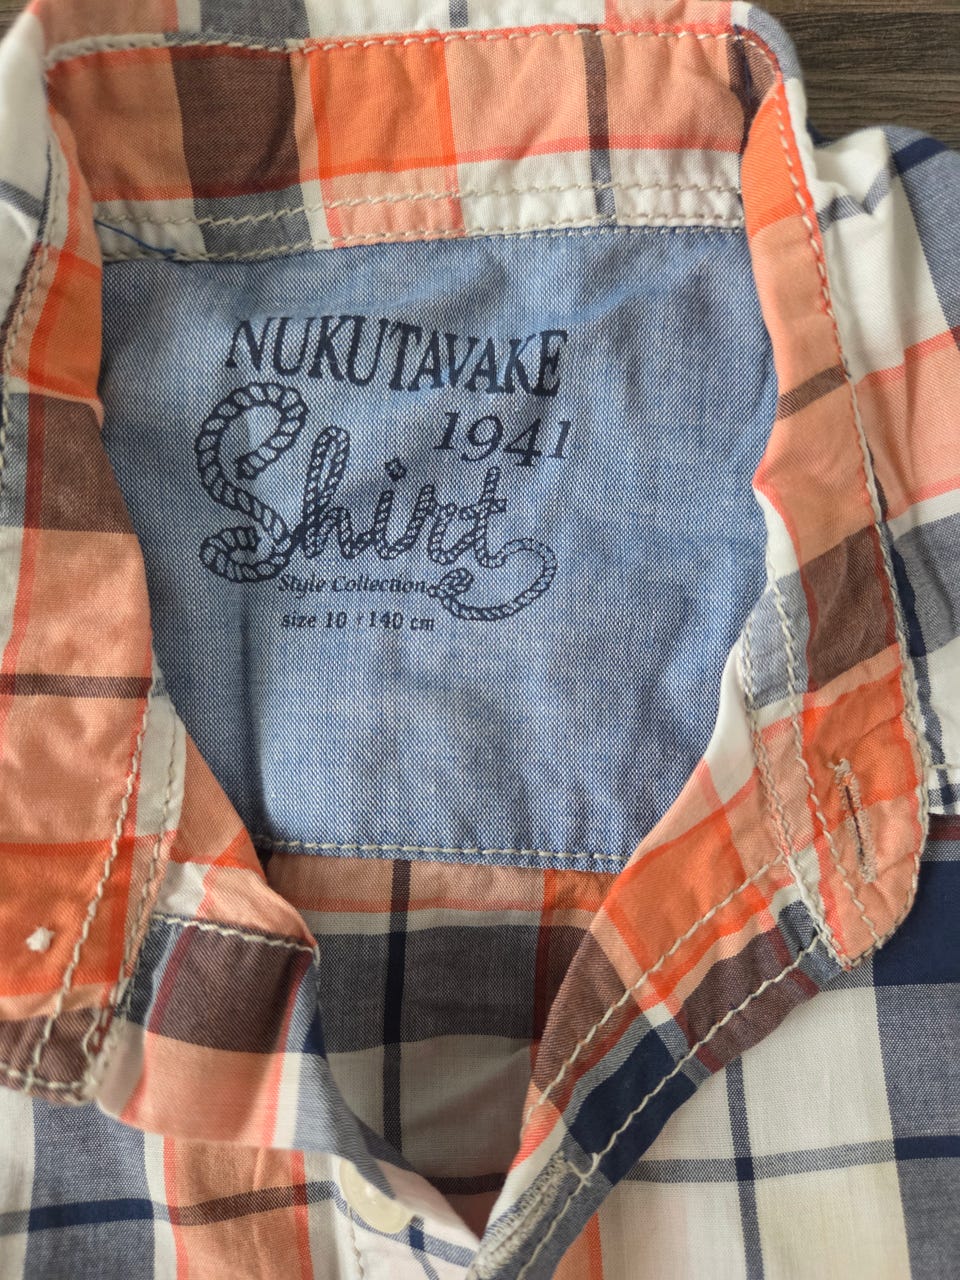 NUKUTAVAKE
1941
Shirt
Style Collection
size 10 / 140 cm